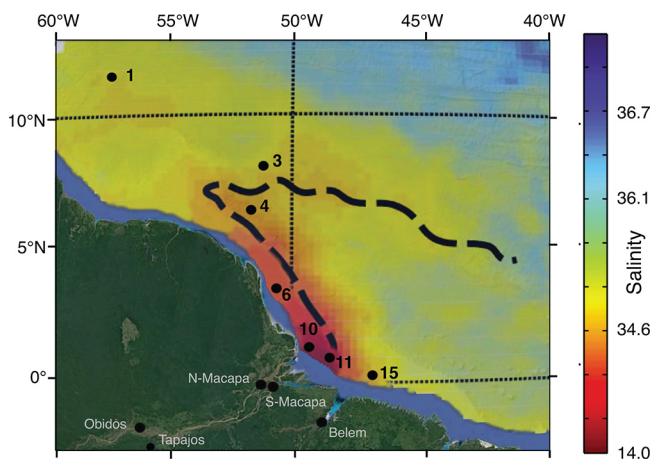 60°W 55°W 50°W 45°W 40°W
1
36.7
10°N
3
36.1
4
5°N
Salinity
6
34.6
10
11
15
0°
N-Macapa
S-Macapa
Obidos
Belem
Tapajos
14.0